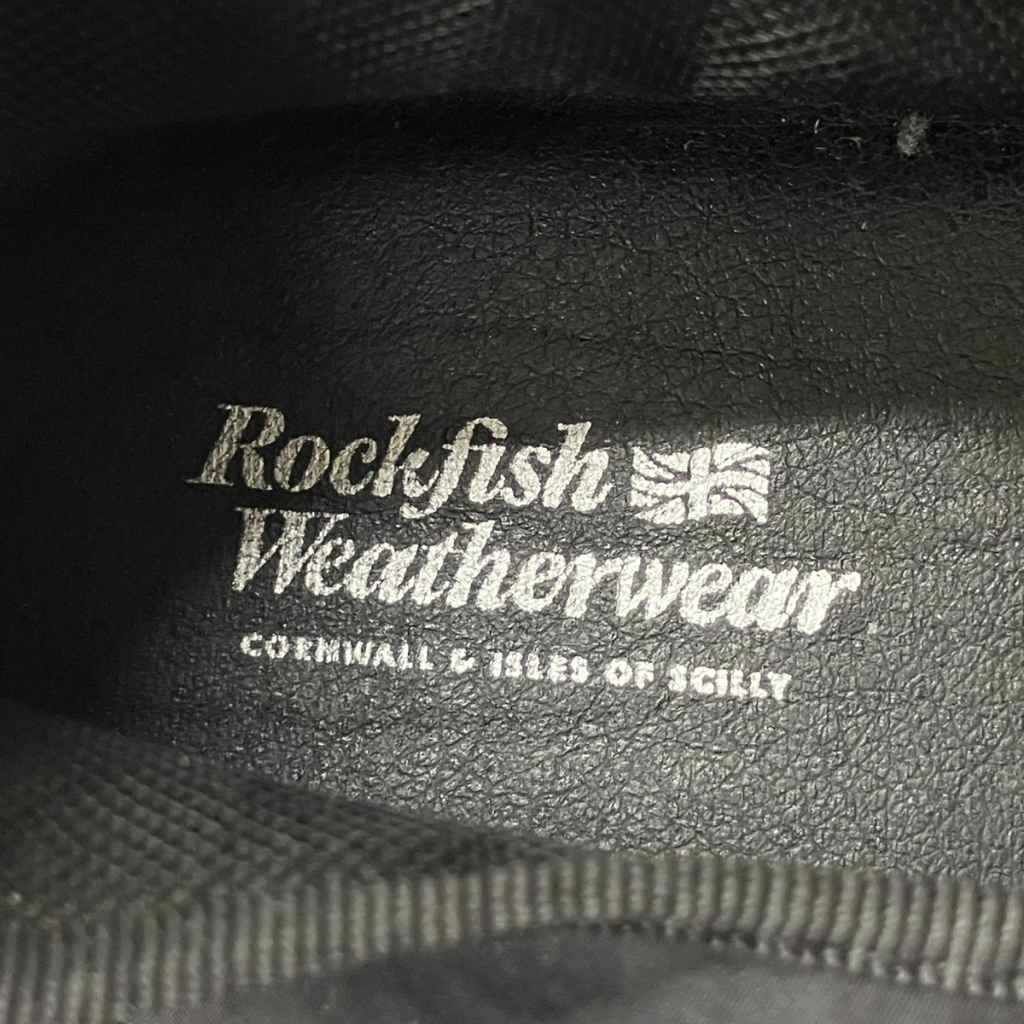 Rockfish
Weatherwear
CORNWALL & ISLES OF SCILLY